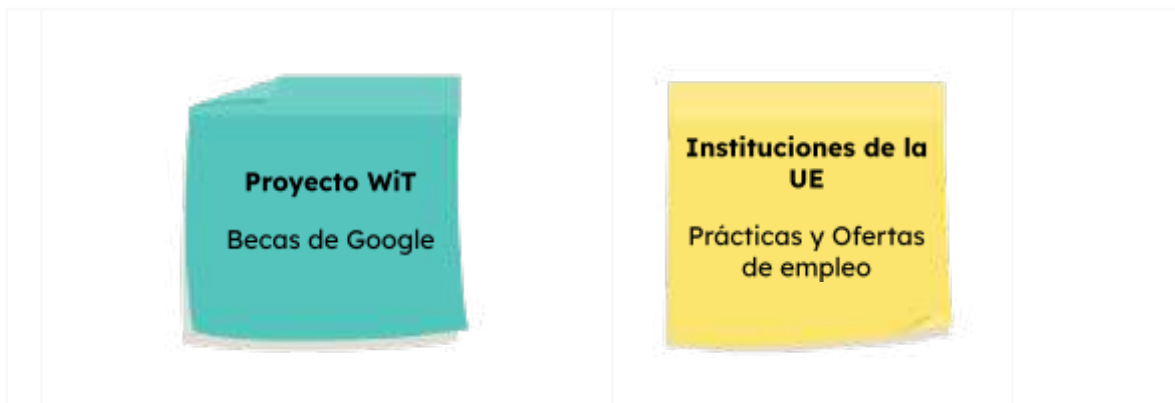 Proyecto WiT
Becas de Google
Instituciones de la
UE
Prácticas y Ofertas
de empleo